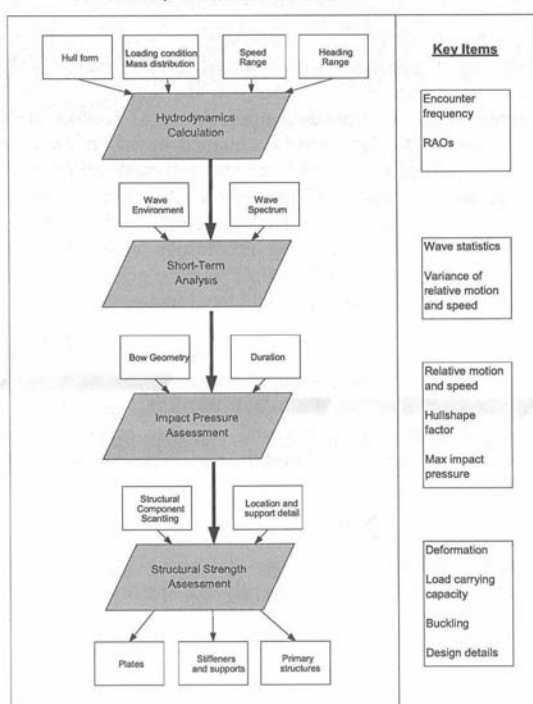 Hull form
Loading condition
Mass distribution
Speed
Range
Heading
Range
Hydrodynamics
Calculation
Wave
Environment
Wave
Spectrum
Short-Term
Analysis
Bow Geometry
Duration
Impact Pressure
Assessment
Structural
Component
Scantling
Location and
support detail
Structural Strength
Assessment
Plates
Stiffeners
and supports
Primary
structures
Key Items
Encounter
frequency
RAOs
Wave statistics
Variance of
relative motion
and speed
Relative motion
and speed
Hullshape
factor
Max impact
pressure
Deformation
Load carrying
capacity
Buckling
Design details